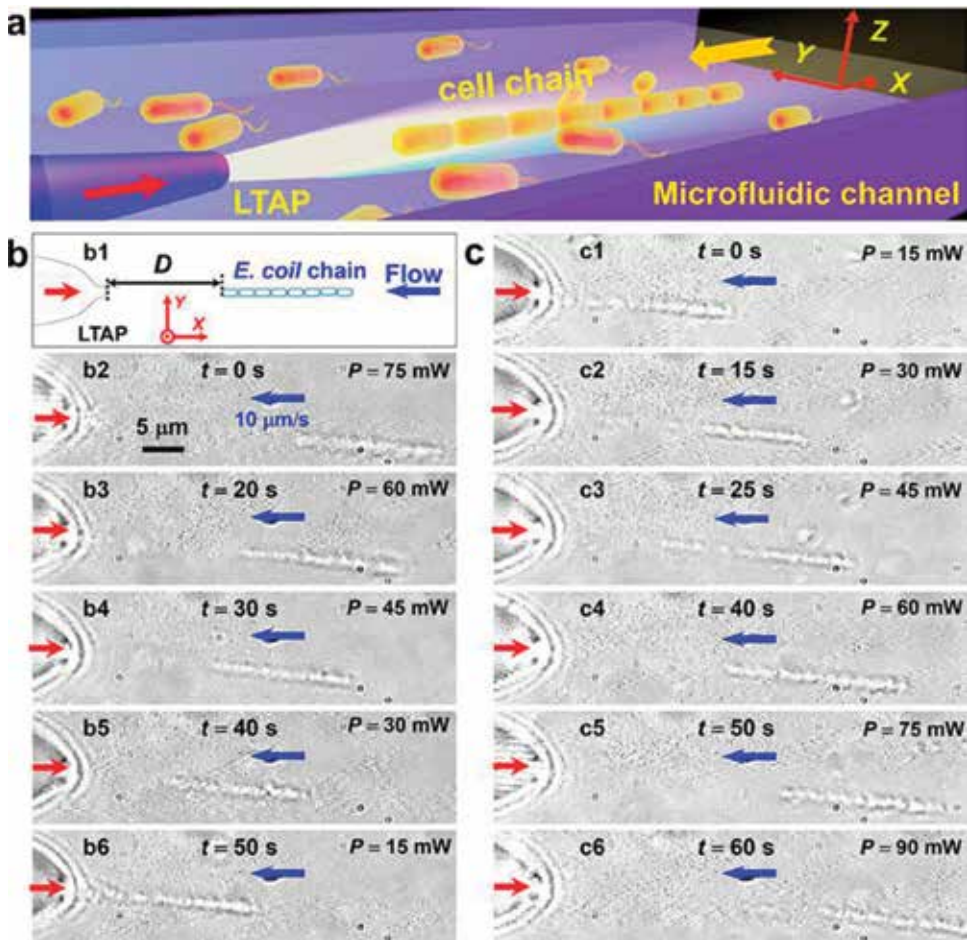 a
Z
Y
X
cell chain
LTAP
Microfluidic channel
b
b1
D
E. coil chain
Flow
Y
X
LTAP
b2
t = 0 s
P = 75 mW
10 μm/s
5 μm
b3
t = 20 s
P = 60 mW
b4
t = 30 s
P = 45 mW
b5
t = 40 s
P = 30 mW
b6
t = 50 s
P = 15 mW
c
c1
t = 0 s
P = 15 mW
c2
t = 15 s
P = 30 mW
c3
t = 25 s
P = 45 mW
c4
t = 40 s
P = 60 mW
c5
t = 50 s
P = 75 mW
c6
t = 60 s
P = 90 mW